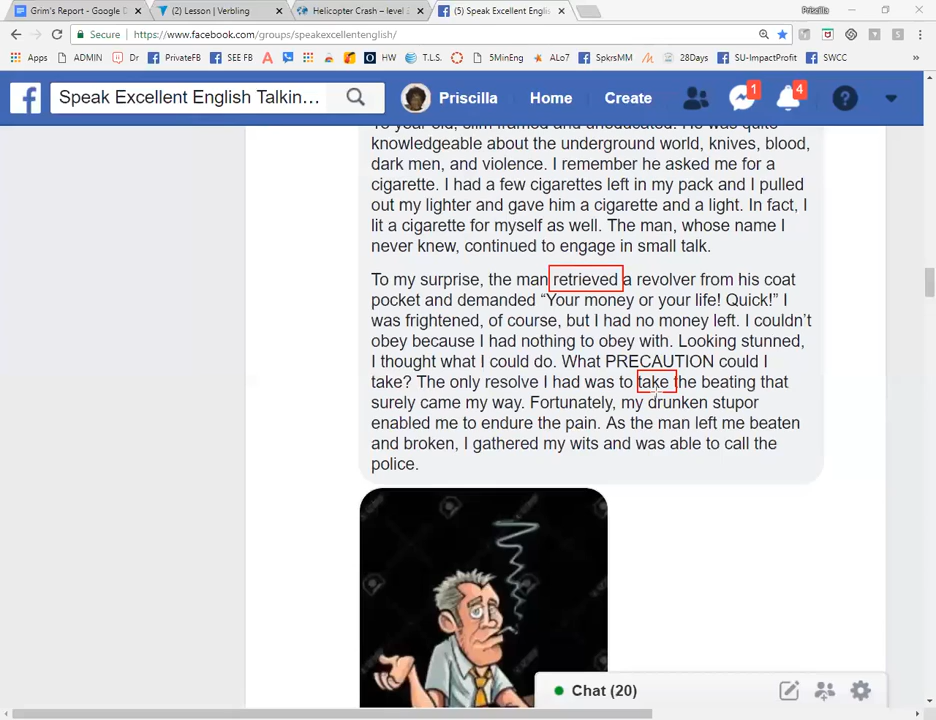 Grim's Report - Google D
(2) Lesson | Verbling
Helicopter Crash – level 2
(5) Speak Excellent Englis
Priscilla
Secure | https://www.facebook.com/groups/speakexcellentenglish/
Apps ADMIN Dr PrivateFB SEE FB HW T.L.S. 5MinEng ALo7 SpkrsMM 28Days SU-ImpactProfit SWCC
Speak Excellent English Talkin... Priscilla Home Create 1 4
knowledgeable about the underground world, knives, blood,
dark men, and violence. I remember he asked me for a
cigarette. I had a few cigarettes left in my pack and I pulled
out my lighter and gave him a cigarette and a light. In fact, I
lit a cigarette for myself as well. The man, whose name I
never knew, continued to engage in small talk.
To my surprise, the man retrieved a revolver from his coat
pocket and demanded “Your money or your life! Quick!” I
was frightened, of course, but I had no money left. I couldn’t
obey because I had nothing to obey with. Looking stunned,
I thought what I could do. What PRECAUTION could I
take? The only resolve I had was to take the beating that
surely came my way. Fortunately, my drunken stupor
enabled me to endure the pain. As the man left me beaten
and broken, I gathered my wits and was able to call the
police.
Chat (20)